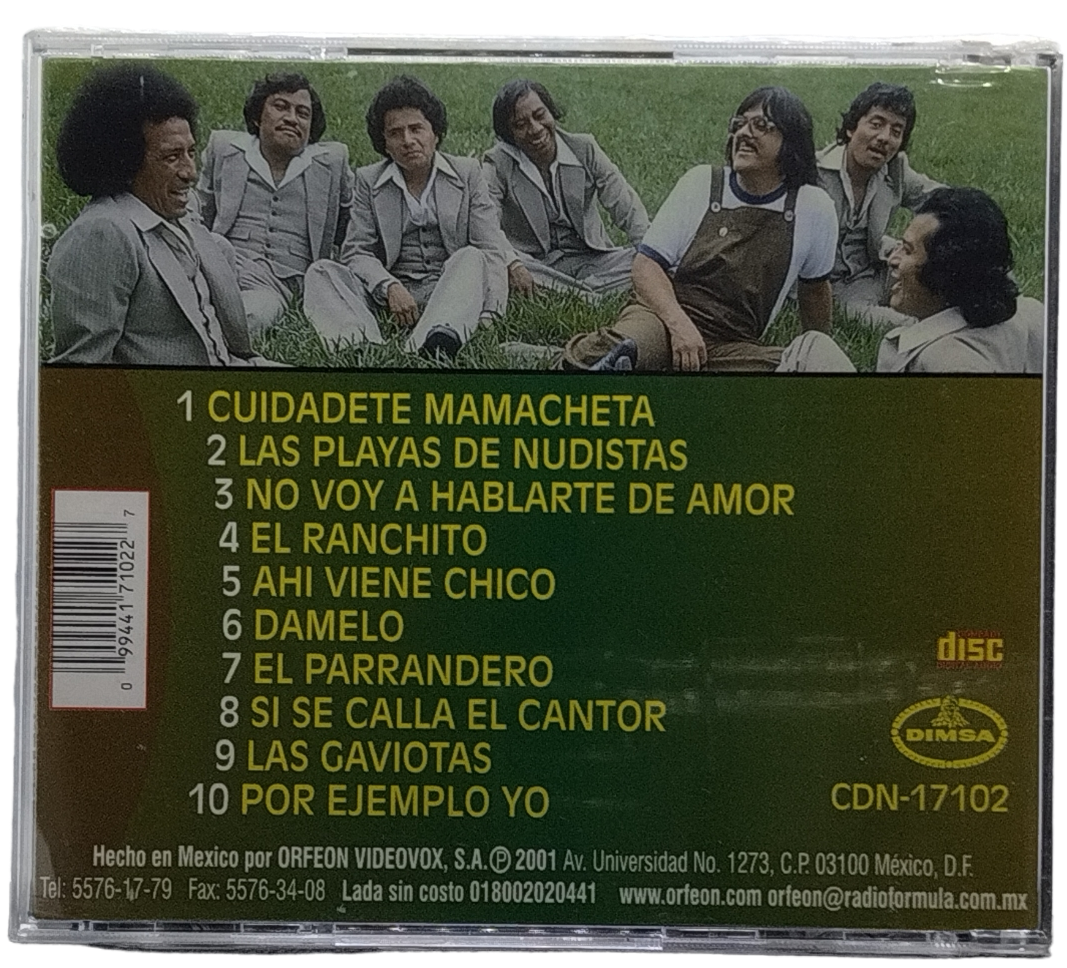 1 CUIDADETE MAMACHETA
2 LAS PLAYAS DE NUDISTAS
3 NO VOY A HABLARTE DE AMOR
4 EL RANCHITO
5 AHI VIENE CHICO
6 DAMELO
7 EL PARRANDERO
8 SI SE CALLA EL CANTOR
9 LAS GAVIOTAS
10 POR EJEMPLO YO
0 99441 71022 7
disc
DIMSA
CDN-17102
Hecho en Mexico por ORFEON VIDEOVOX, S.A. Ⓟ 2001 Av. Universidad No. 1273, C.P. 03100 México, D.F.
Tel: 5576-17-79 Fax: 5576-34-08 Lada sin costo 018002020441 www.orfeon.com orfeon@radioformula.com.mx